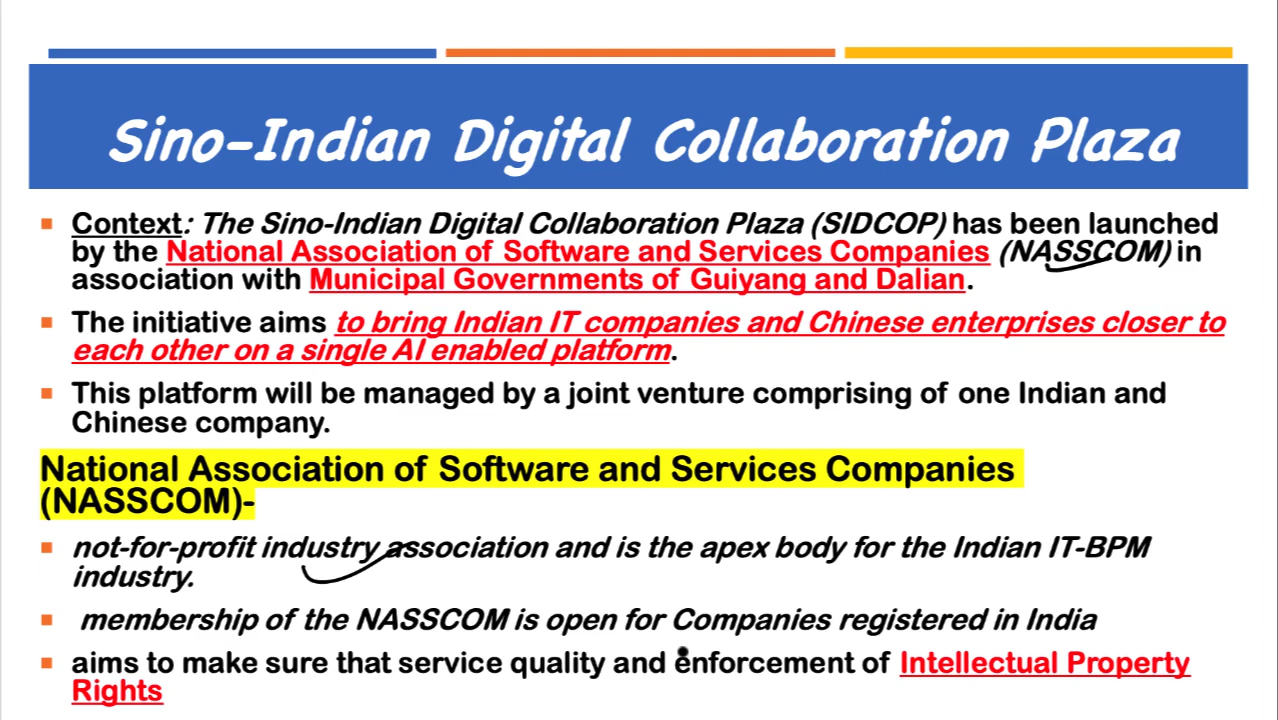 Sino-Indian Digital Collaboration Plaza
Context: The Sino-Indian Digital Collaboration Plaza (SIDCOP) has been launched
by the National Association of Software and Services Companies (NASSCOM) in
association with Municipal Governments of Guiyang and Dalian.
The initiative aims to bring Indian IT companies and Chinese enterprises closer to
each other on a single AI enabled platform.
This platform will be managed by a joint venture comprising of one Indian and
Chinese company.
National Association of Software and Services Companies
(NASSCOM)-
not-for-profit industry association and is the apex body for the Indian IT-BPM
industry.
membership of the NASSCOM is open for Companies registered in India
aims to make sure that service quality and enforcement of Intellectual Property
Rights